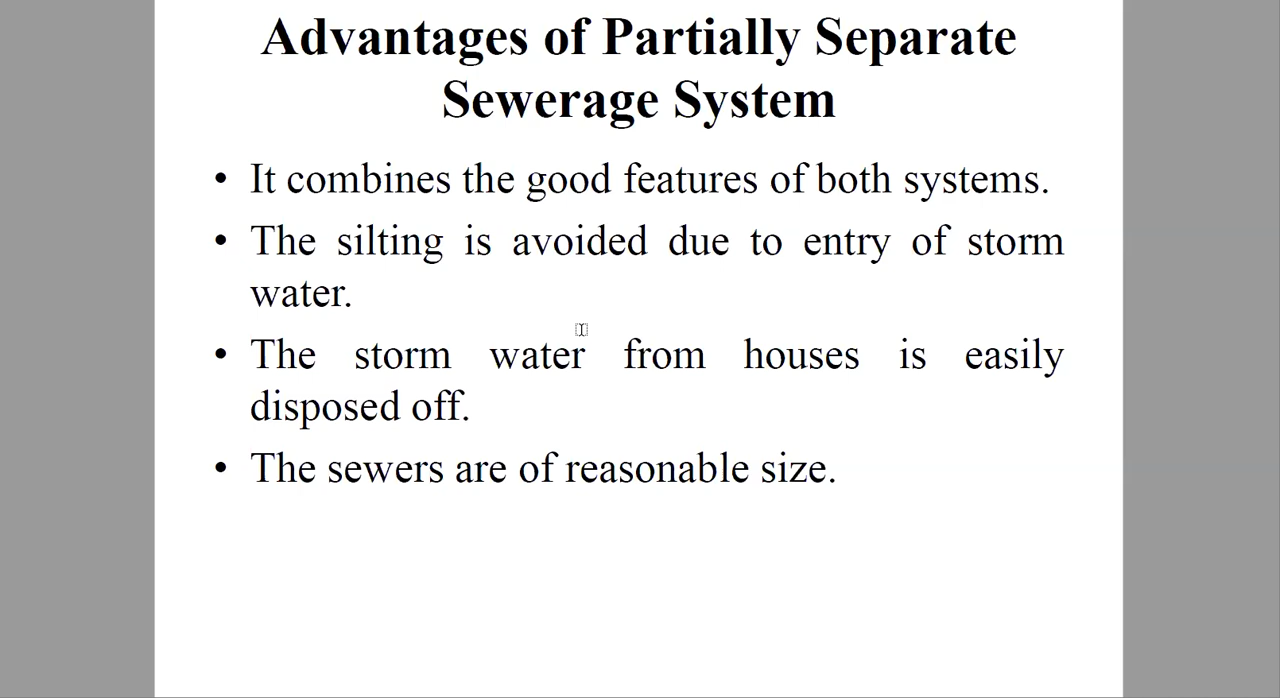 Advantages of Partially Separate
Sewerage System
• It combines the good features of both systems.
• The silting is avoided due to entry of storm
water.
• The storm water from houses is easily
disposed off.
• The sewers are of reasonable size.